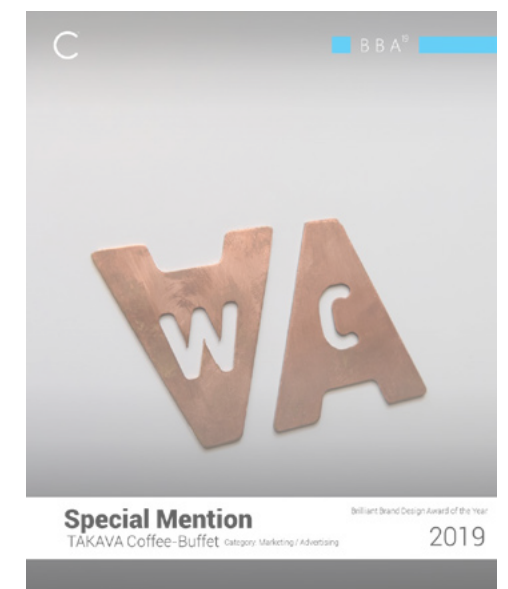 C
BBA®
W C
Special Mention
Brilliant Brand Design Award of the Year
TAKAVA Coffee-Buffet Category Marketing / Advertising
2019